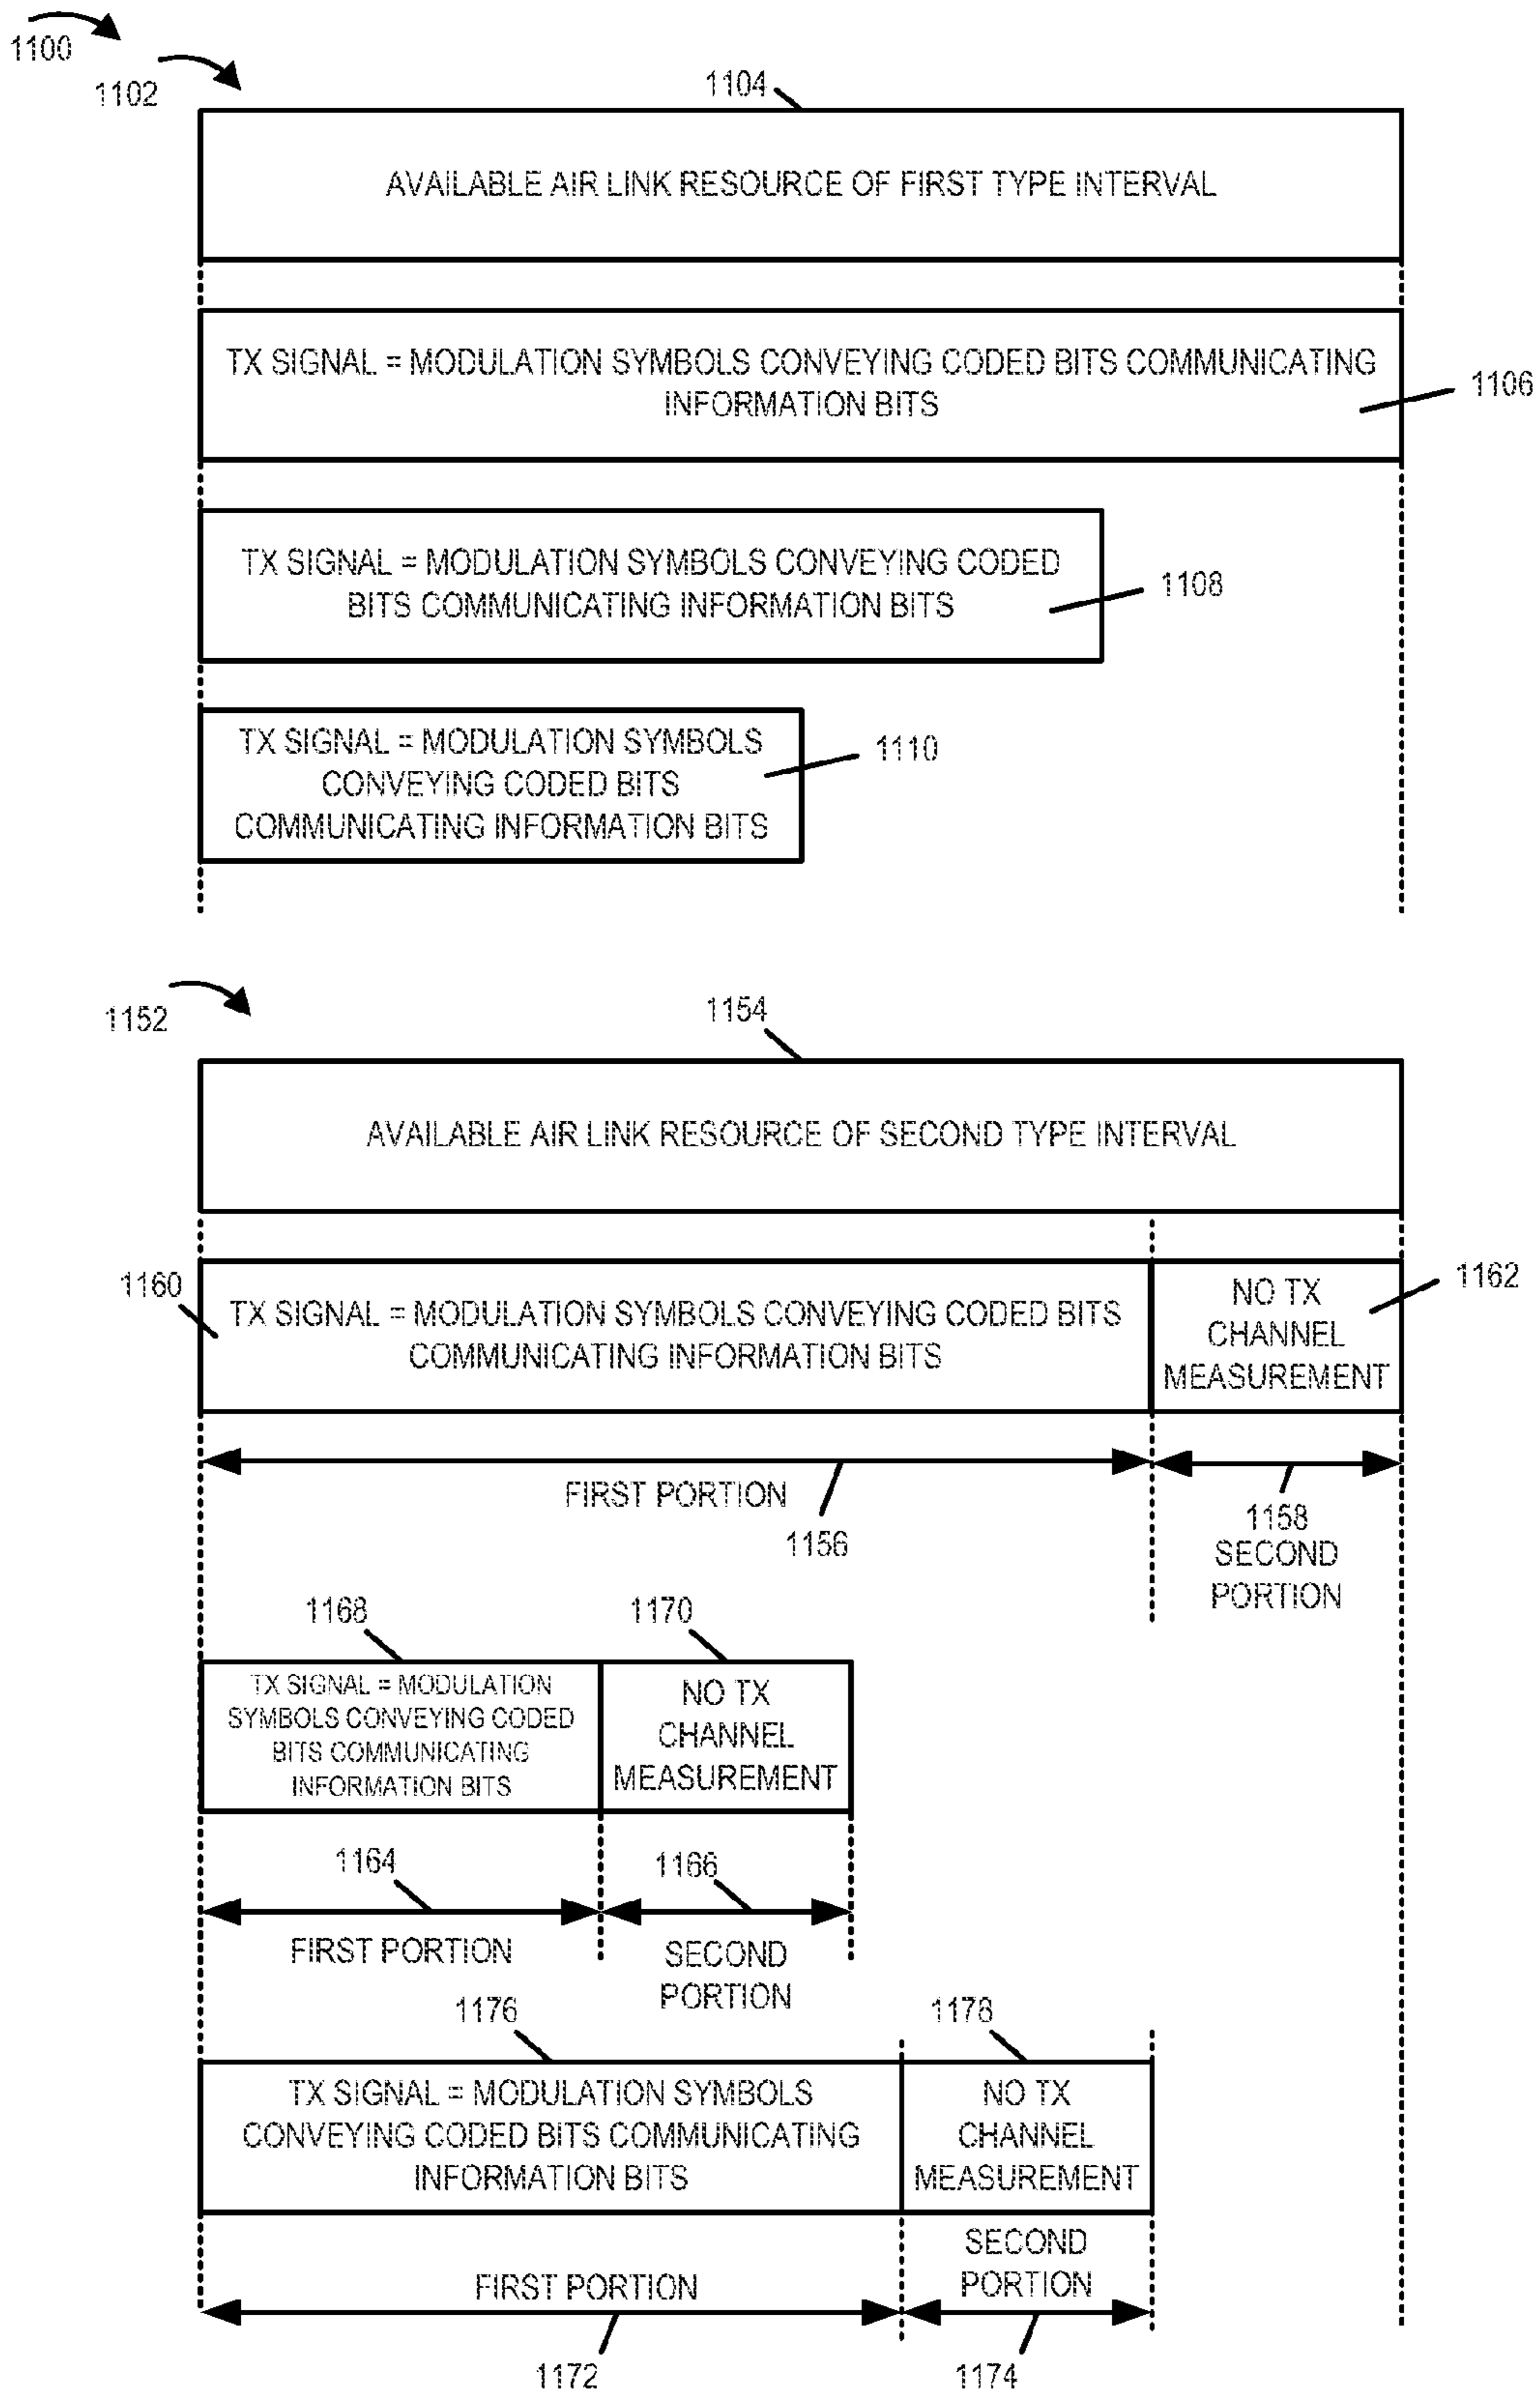 1100
1102
1104
AVAILABLE AIR LINK RESOURCE OF FIRST TYPE INTERVAL
TX SIGNAL = MODULATION SYMBOLS CONVEYING CODED BITS COMMUNICATING
INFORMATION BITS
1106
TX SIGNAL = MODULATION SYMBOLS CONVEYING CODED
BITS COMMUNICATING INFORMATION BITS
1108
TX SIGNAL = MODULATION SYMBOLS
CONVEYING CODED BITS
COMMUNICATING INFORMATION BITS
1110
1152
1154
AVAILABLE AIR LINK RESOURCE OF SECOND TYPE INTERVAL
1160
TX SIGNAL = MODULATION SYMBOLS CONVEYING CODED BITS
COMMUNICATING INFORMATION BITS
NO TX
CHANNEL
MEASUREMENT
1162
FIRST PORTION
1156
1158
SECOND
PORTION
1168
1170
TX SIGNAL = MODULATION
SYMBOLS CONVEYING CODED
BITS COMMUNICATING
INFORMATION BITS
NO TX
CHANNEL
MEASUREMENT
1164
1166
FIRST PORTION
SECOND
PORTION
1176
1178
TX SIGNAL = MODULATION SYMBOLS
CONVEYING CODED BITS COMMUNICATING
INFORMATION BITS
NO TX
CHANNEL
MEASUREMENT
FIRST PORTION
SECOND
PORTION
1172
1174